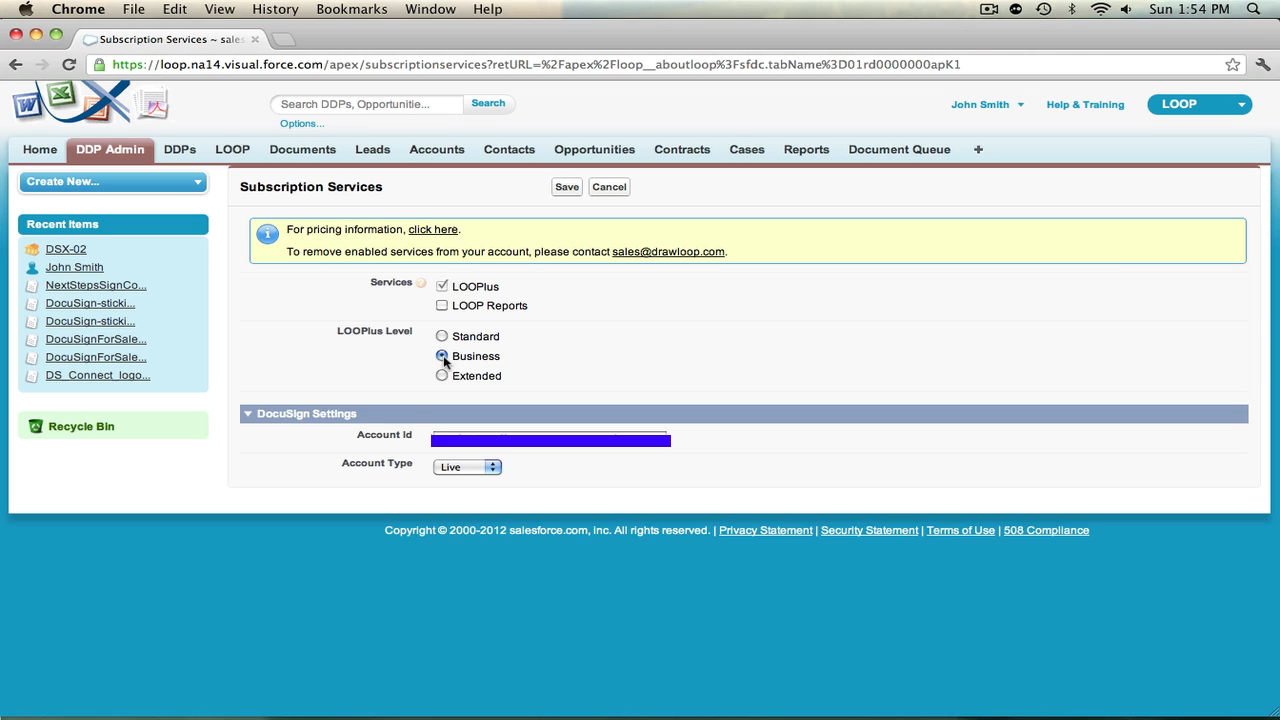 Chrome File Edit View History Bookmarks Window Help Sun 1:54 PM
Subscription Services ~ sales
https://loop.na14.visual.force.com/apex/subscriptionservices?retURL=%2Fapex%2Floop__aboutloop%3Fsfdc.tabName%3D01rd0000000apK1
Search DDPs, Opportunitie... Search John Smith Help & Training LOOP
Options...
Home DDP Admin DDPs LOOP Documents Leads Accounts Contacts Opportunities Contracts Cases Reports Document Queue +
Create New...
Subscription Services Save Cancel
Recent Items
DSX-02
John Smith
NextStepsSignCo...
DocuSign-sticki...
DocuSign-sticki...
DocuSignForSale...
DocuSignForSale...
DS_Connect_logo...
Recycle Bin
For pricing information, click here.
To remove enabled services from your account, please contact sales@drawloop.com.
Services LOOPlus
LOOP Reports
LOOPlus Level
Standard
Business
Extended
DocuSign Settings
Account Id
Account Type Live
Copyright © 2000-2012 salesforce.com, inc. All rights reserved. | Privacy Statement | Security Statement | Terms of Use | 508 Compliance